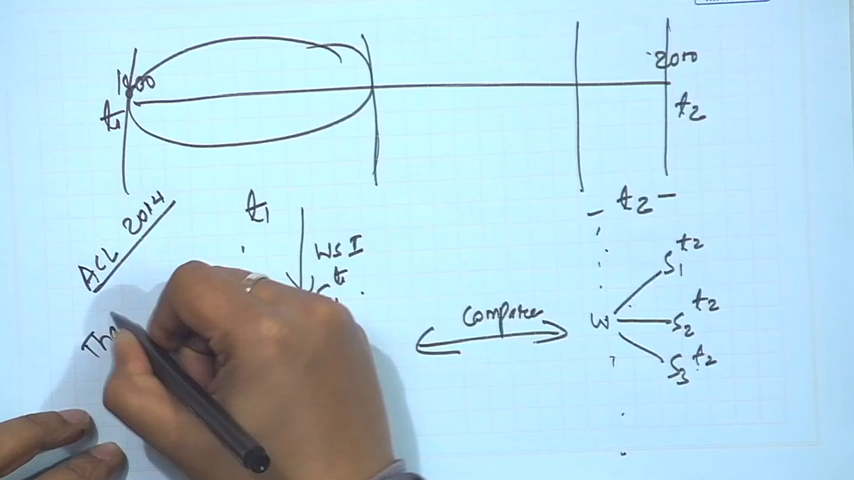 1800
2010
t1
t2
ACL 2014
t1
t2
WSI
compare
W
S1 t2
S2 t2
S3 t2